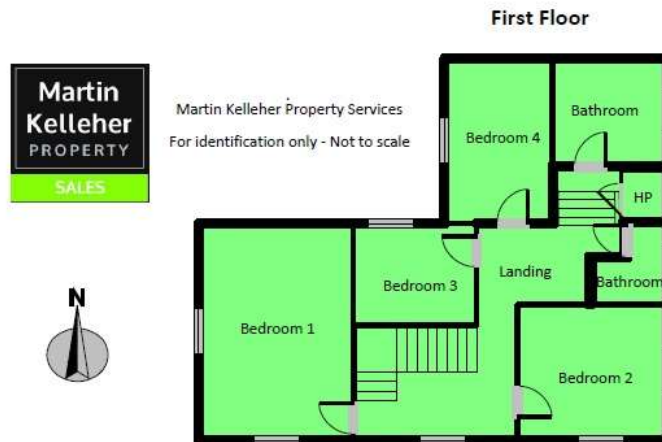 First Floor
Martin
Kelleher
PROPERTY
SALES
Martin Kelleher Property Services
For identification only - Not to scale
Bathroom
Bedroom 4
HP
Landing
Bathroom
Bedroom 3
Bedroom 1
Bedroom 2
N